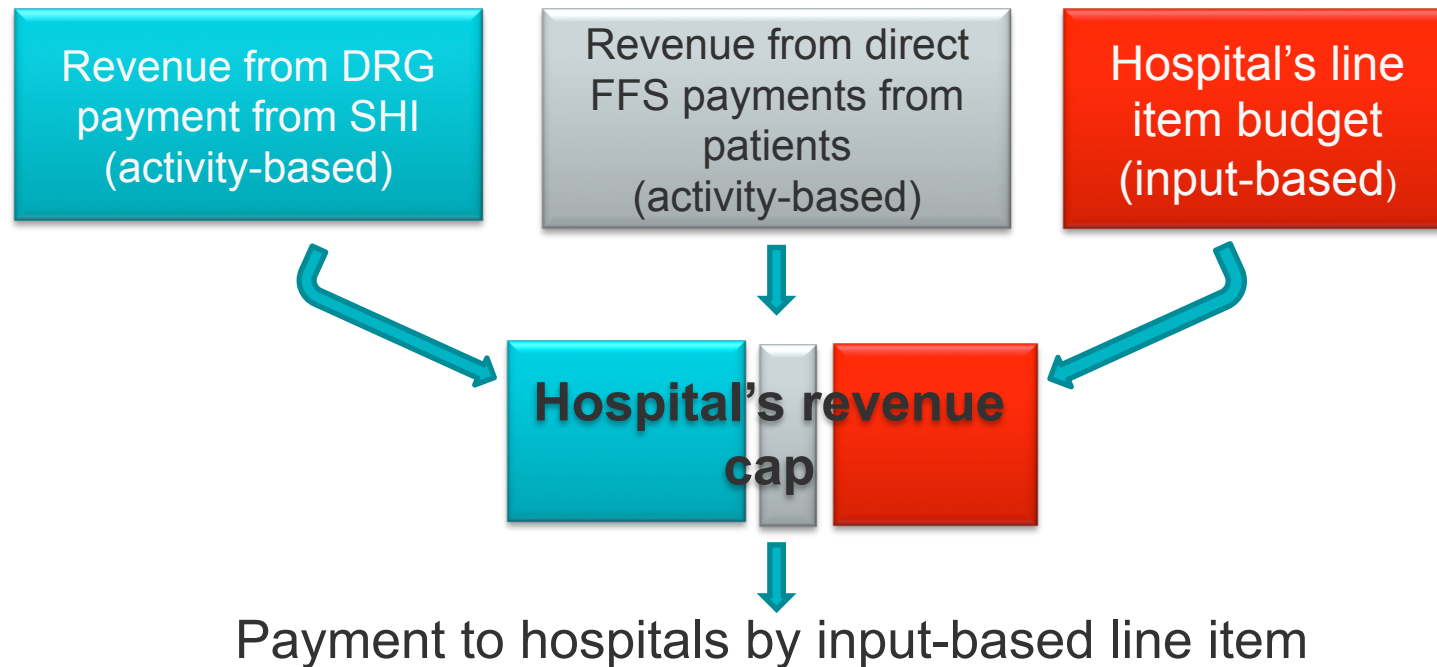 Revenue from DRG
payment from SHI
(activity-based)
Revenue from direct
FFS payments from
patients
(activity-based)
Hospital’s line
item budget
(input-based)
Hospital’s revenue
cap
Payment to hospitals by input-based line item